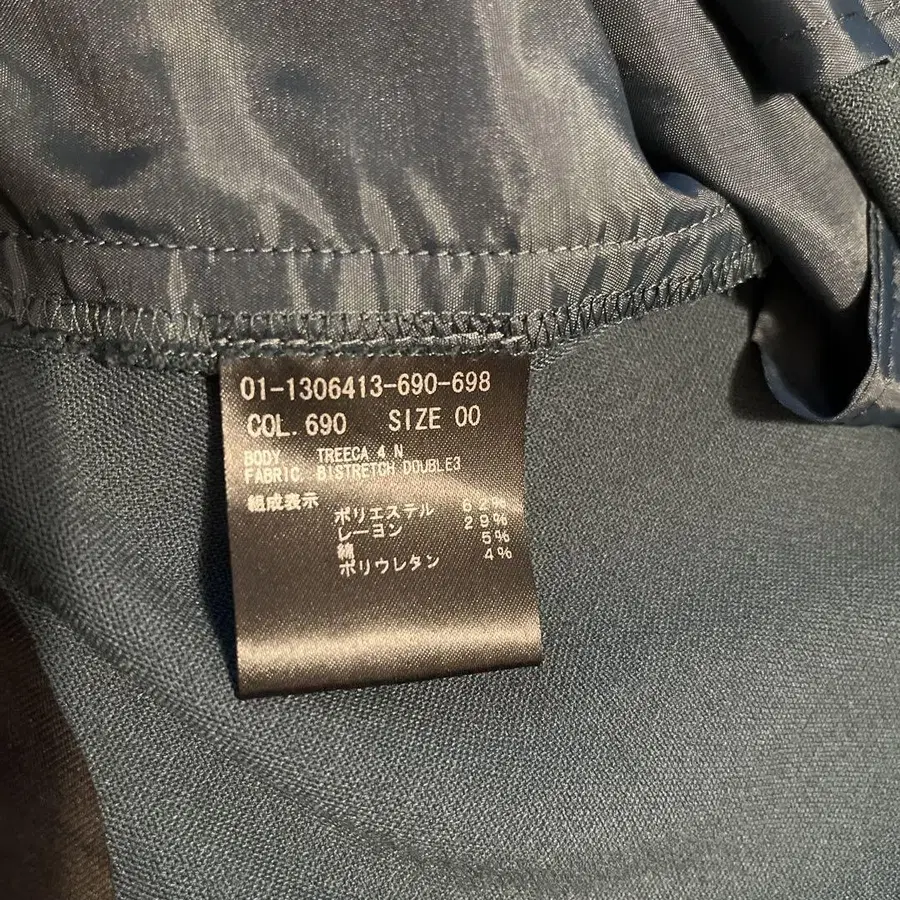 01-1306413-690-698
COL. 690 SIZE 00
BODY TREECA 4 N
FABRIC BISTRETCH DOUBLE3
組成表示
ポリエステル 62%
レーヨン 29%
綿 5%
ポリウレタン 4%